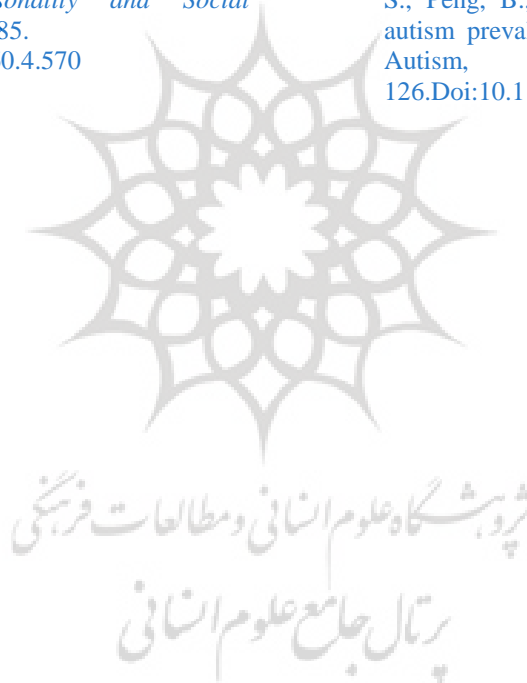 sonality and Social
85.
0.4.570
S., Peng, B.
autism preva
Autism,
126.Doi:10.1
پژوهشگاه علوم انسانی و مطالعات فرهنگی
پرتال جامع علوم انسانی